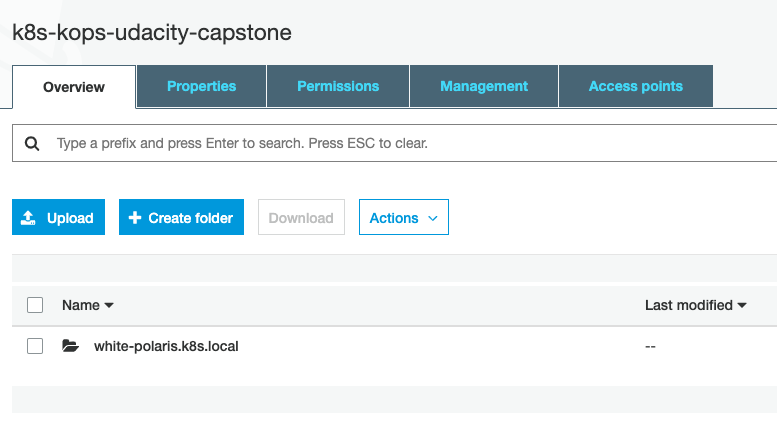 k8s-kops-udacity-capstone
Overview Properties Permissions Management Access points
Type a prefix and press Enter to search. Press ESC to clear.
Upload Create folder Download Actions
Name Last modified
white-polaris.k8s.local --